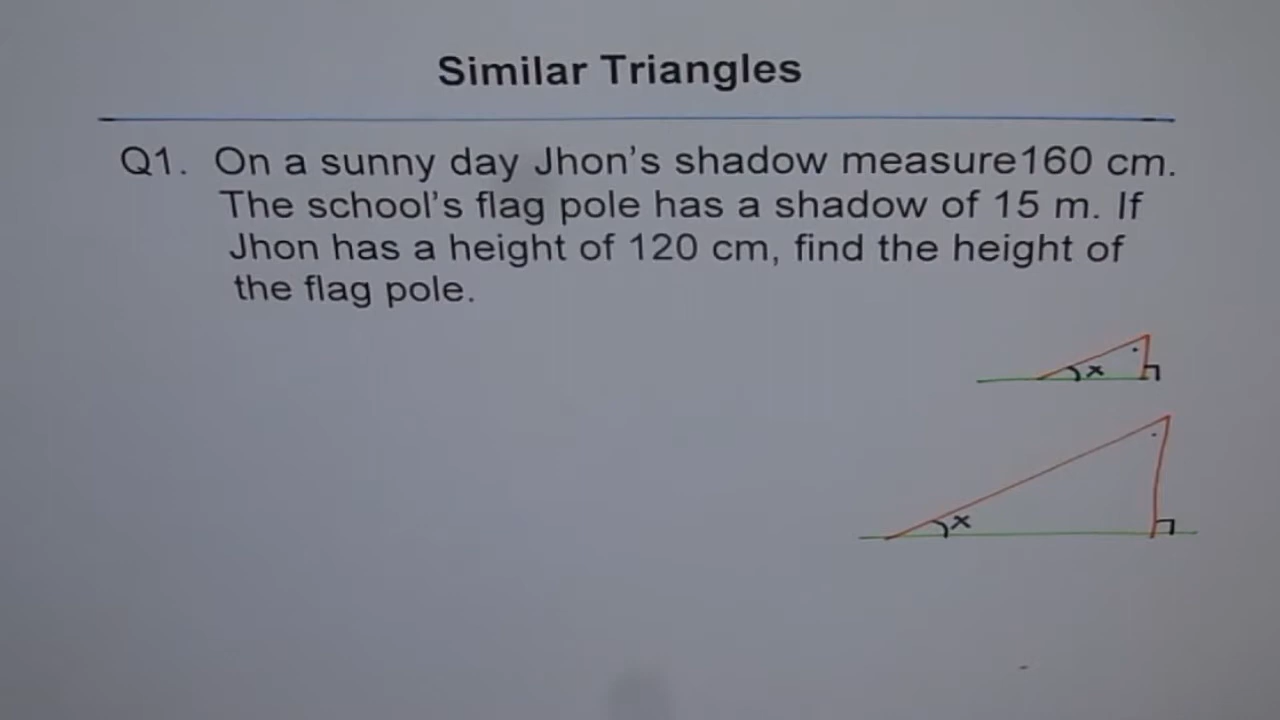 Similar Triangles
Q1. On a sunny day Jhon's shadow measure160 cm.
The school's flag pole has a shadow of 15 m. If
Jhon has a height of 120 cm, find the height of
the flag pole.
x
x